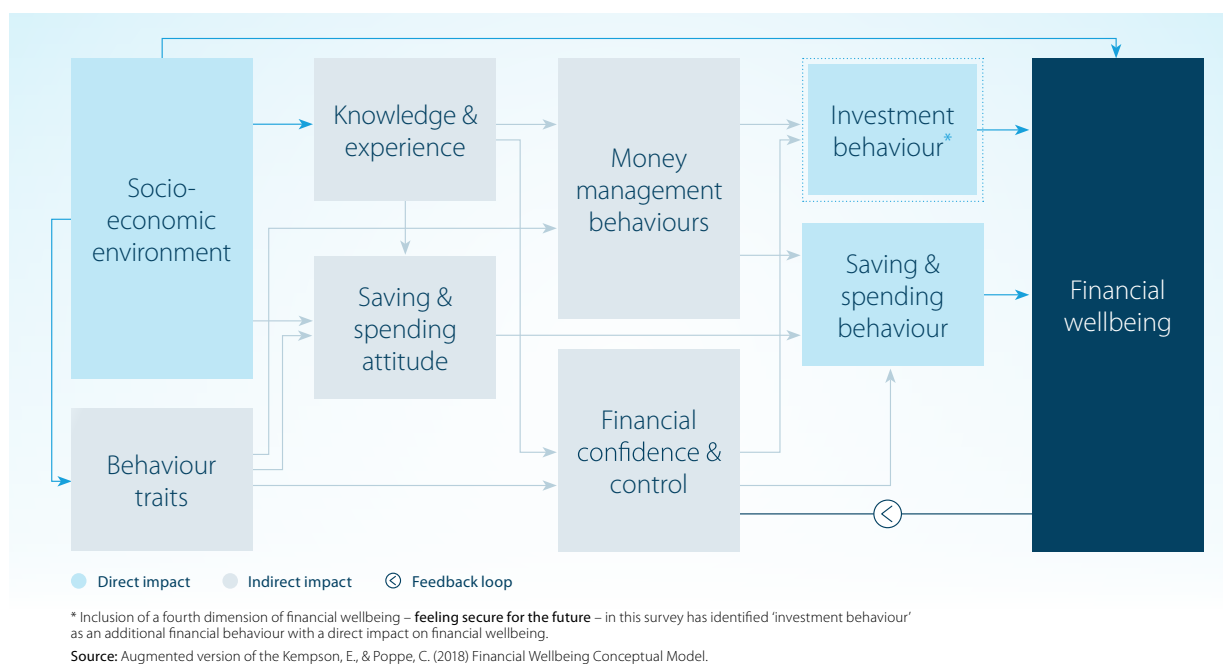 Socio-
economic
environment
Behaviour
traits
Knowledge &
experience
Saving &
spending
attitude
Money
management
behaviours
Financial
confidence &
control
Investment
behaviour*
Saving &
spending
behaviour
Financial
wellbeing
Direct impact
Indirect impact
Feedback loop
* Inclusion of a fourth dimension of financial wellbeing – feeling secure for the future – in this survey has identified ‘investment behaviour’
as an additional financial behaviour with a direct impact on financial wellbeing.
Source: Augmented version of the Kempson, E., & Poppe, C. (2018) Financial Wellbeing Conceptual Model.